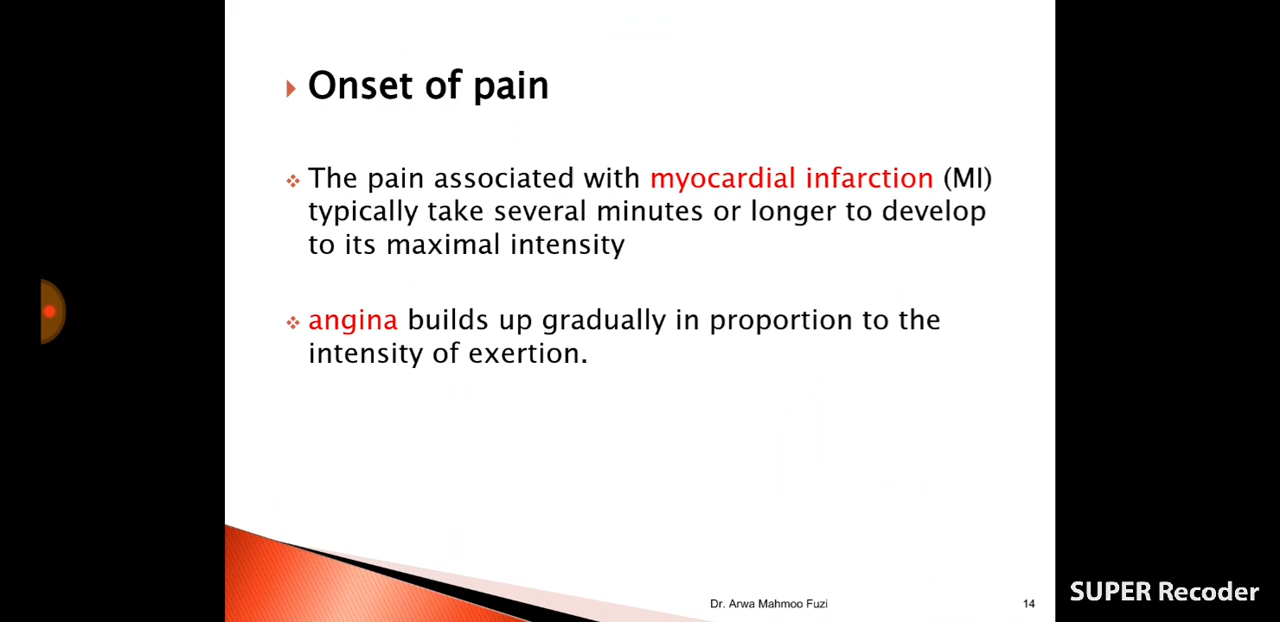 Onset of pain
The pain associated with myocardial infarction (MI)
typically take several minutes or longer to develop
to its maximal intensity
angina builds up gradually in proportion to the
intensity of exertion.
Dr. Arwa Mahmoo Fuzi
14
SUPER Recoder